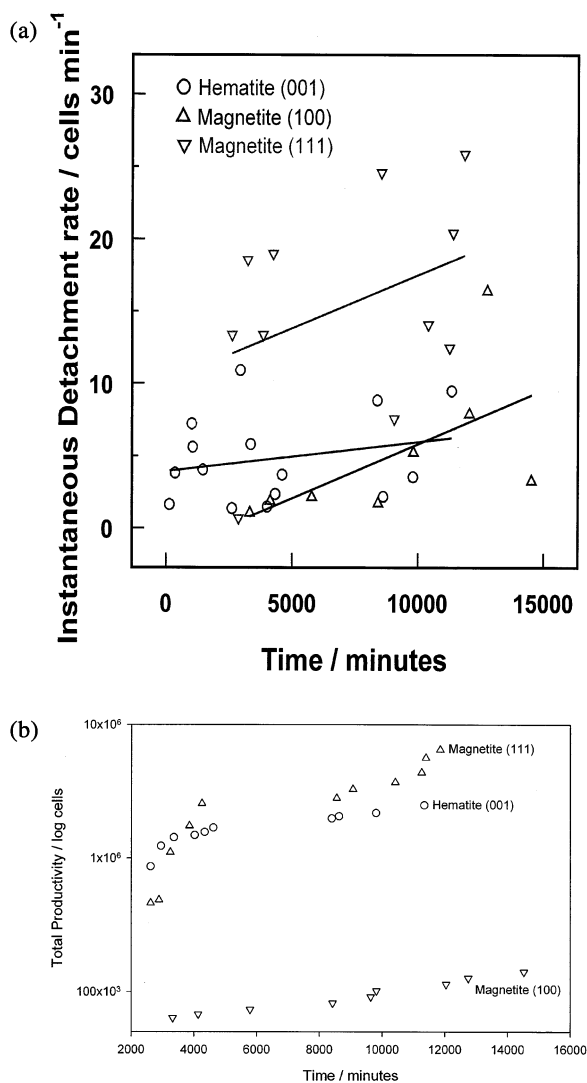 (a)
Instantaneous Detachment rate / cells min-1
30
20
10
0
Hematite (001)
Magnetite (100)
Magnetite (111)
0 5000 10000 15000
Time / minutes
(b)
Total Productivity / log cells
10x10⁶
1x10⁶
100x10³
Magnetite (111)
Hematite (001)
Magnetite (100)
2000 4000 6000 8000 10000 12000 14000 16000
Time / minutes